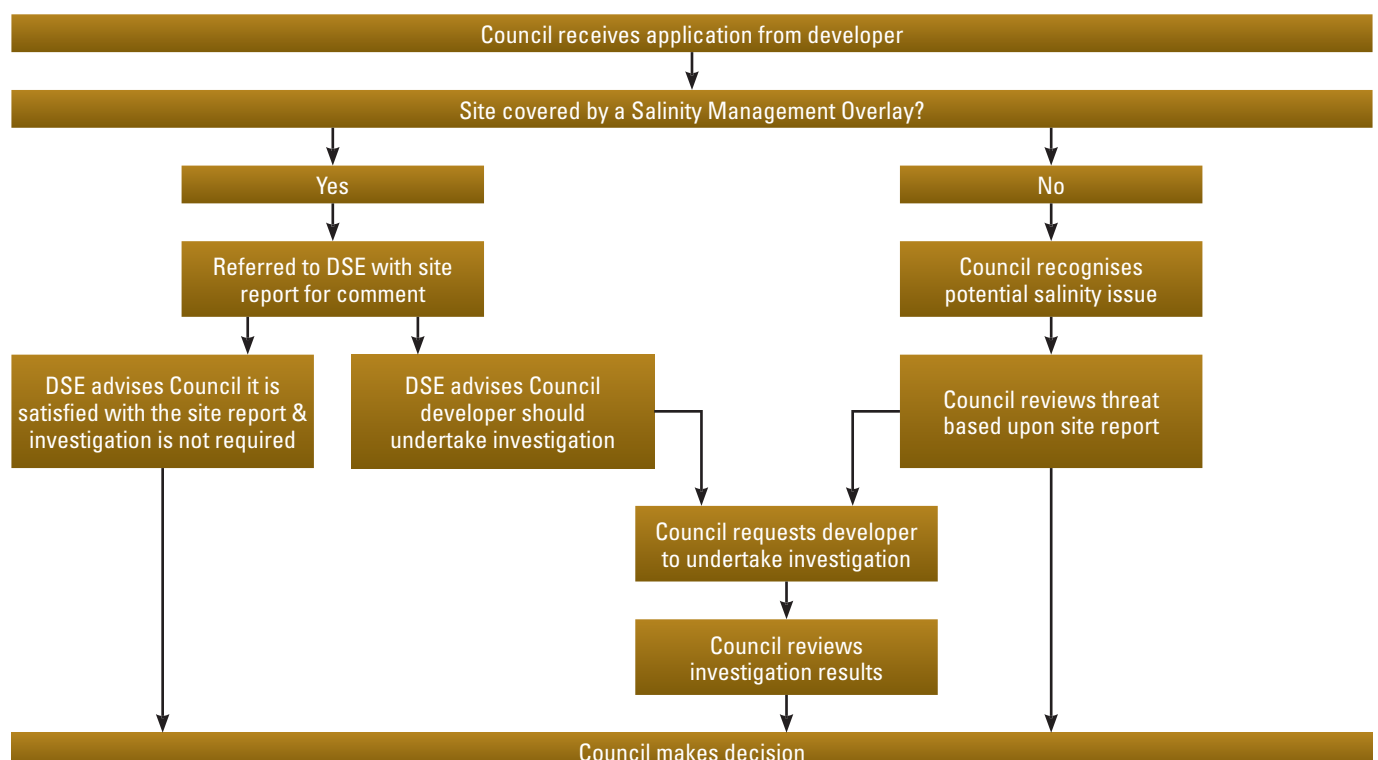 Council receives application from developer
Site covered by a Salinity Management Overlay?
Yes
No
Referred to DSE with site
report for comment
Council recognises
potential salinity issue
DSE advises Council it is
satisfied with the site report &
investigation is not required
DSE advises Council
developer should
undertake investigation
Council reviews threat
based upon site report
Council requests developer
to undertake investigation
Council reviews
investigation results
Council makes decision